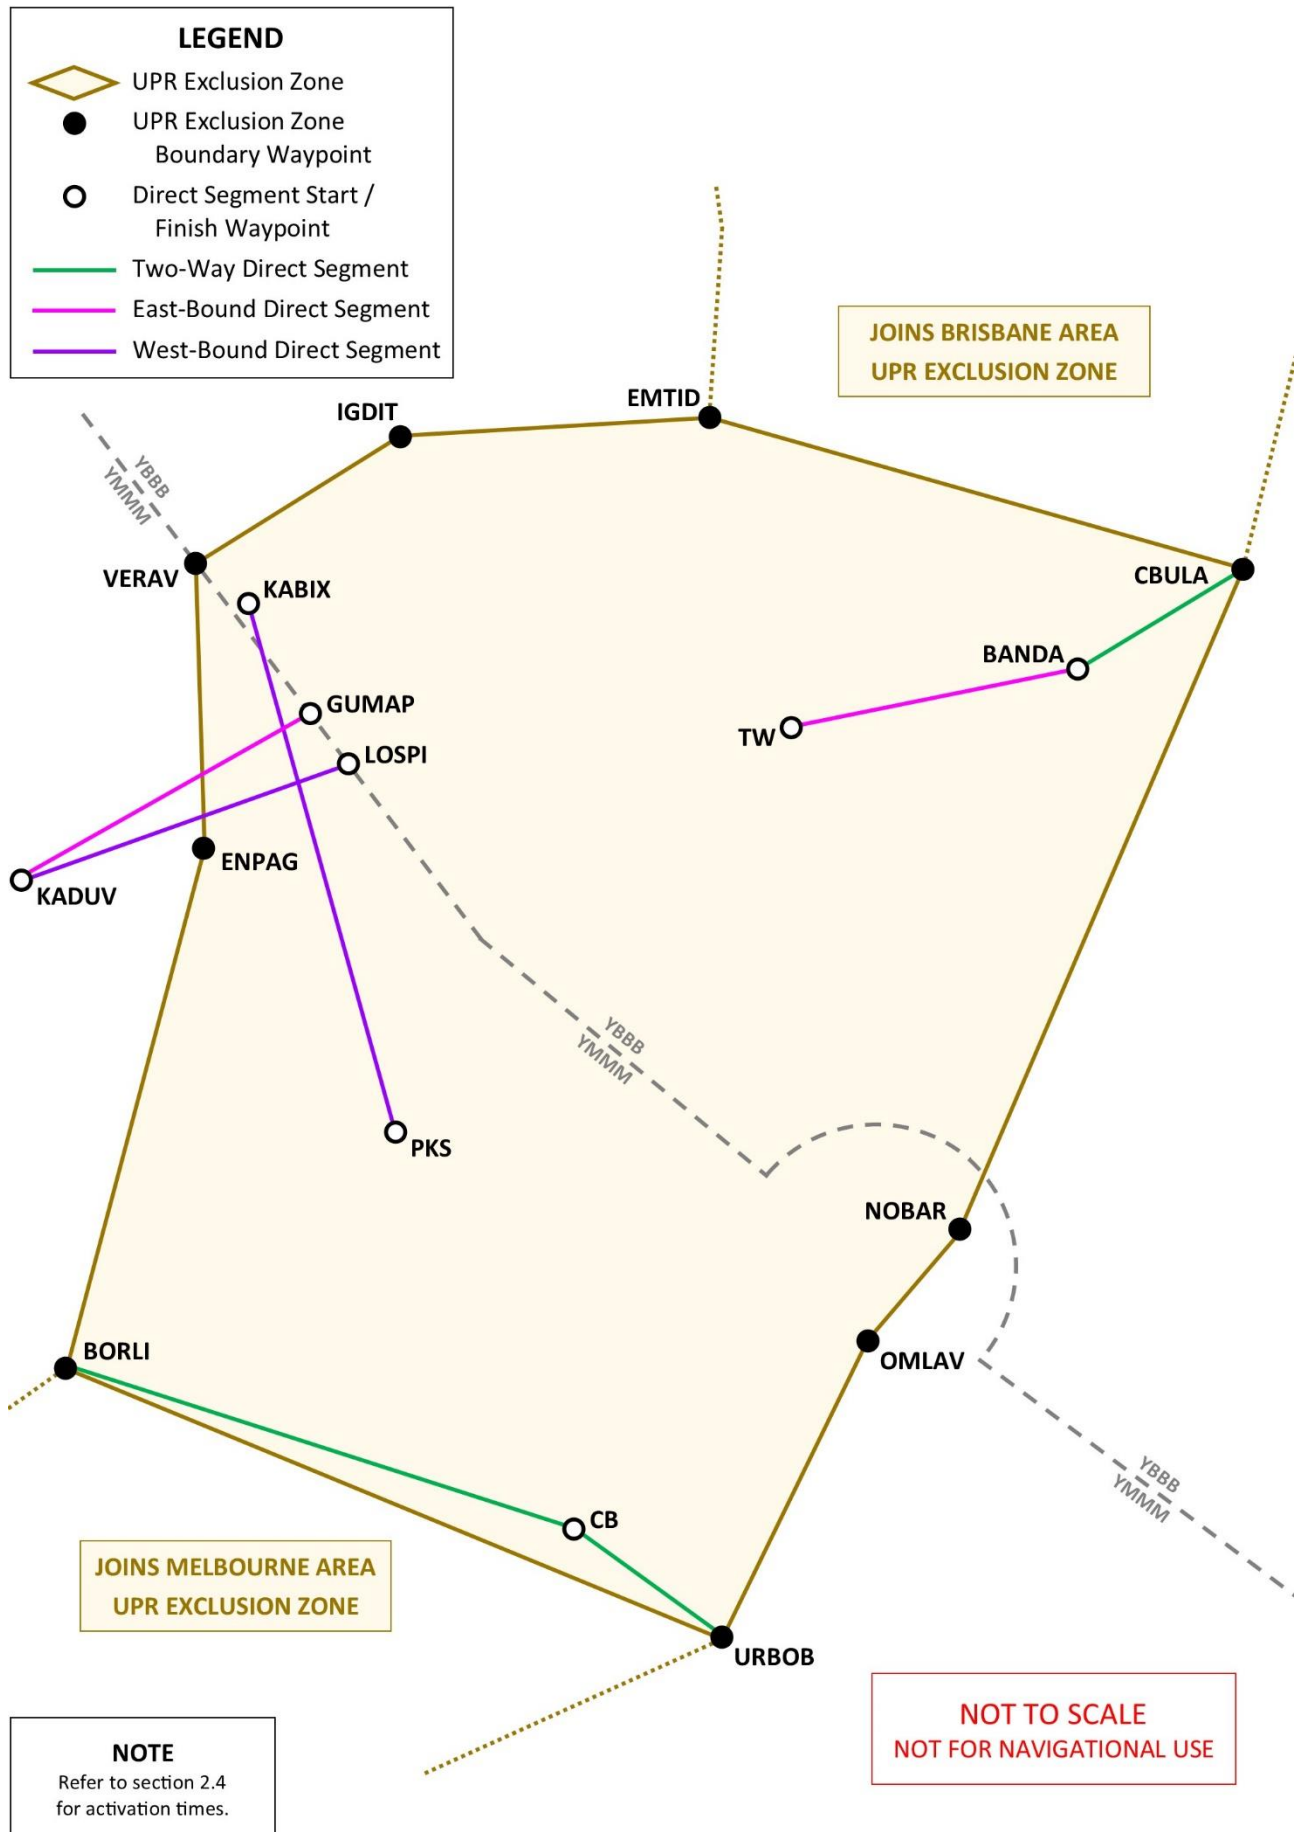 LEGEND
UPR Exclusion Zone
UPR Exclusion Zone
Boundary Waypoint
Direct Segment Start /
Finish Waypoint
Two-Way Direct Segment
East-Bound Direct Segment
West-Bound Direct Segment
JOINS BRISBANE AREA
UPR EXCLUSION ZONE
EMTID
IGDIT
YBBB
YMMM
VERAV
KABIX
CBULA
BANDA
GUMAP
TW
LOSPI
ENPAG
KADUV
YBBB
YMMM
PKS
NOBAR
BORLI
OMLAV
YBBB
YMMM
CB
JOINS MELBOURNE AREA
UPR EXCLUSION ZONE
URBOB
NOT TO SCALE
NOT FOR NAVIGATIONAL USE
NOTE
Refer to section 2.4
for activation times.